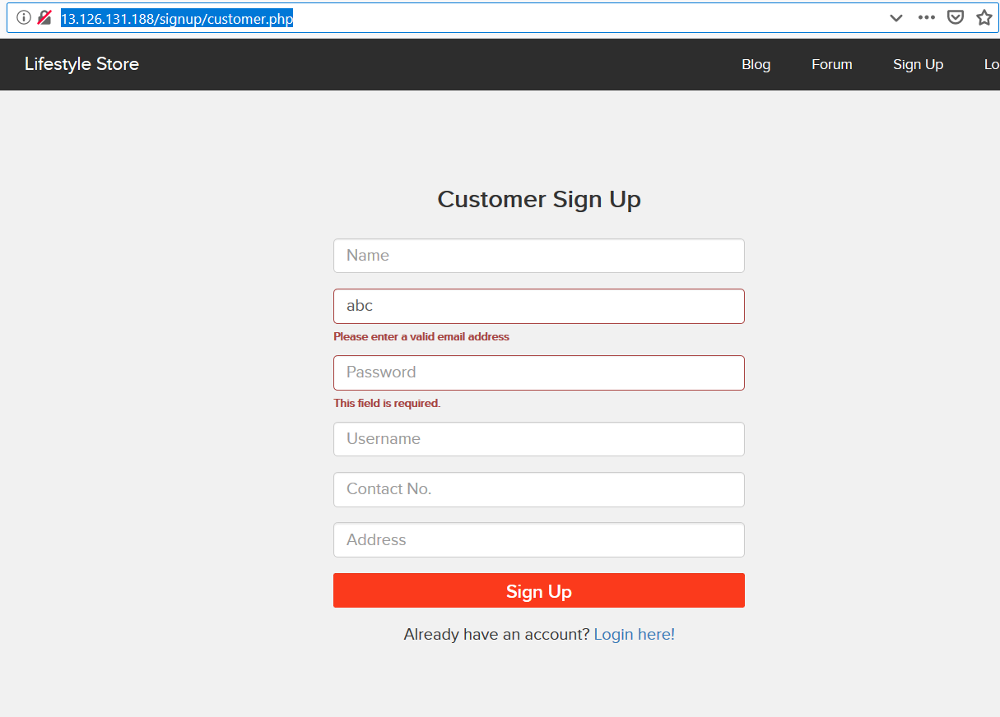 13.126.131.188/signup/customer.php
Lifestyle Store Blog Forum Sign Up Lo
Customer Sign Up
Name
abc
Please enter a valid email address
Password
This field is required.
Username
Contact No.
Address
Sign Up
Already have an account? Login here!